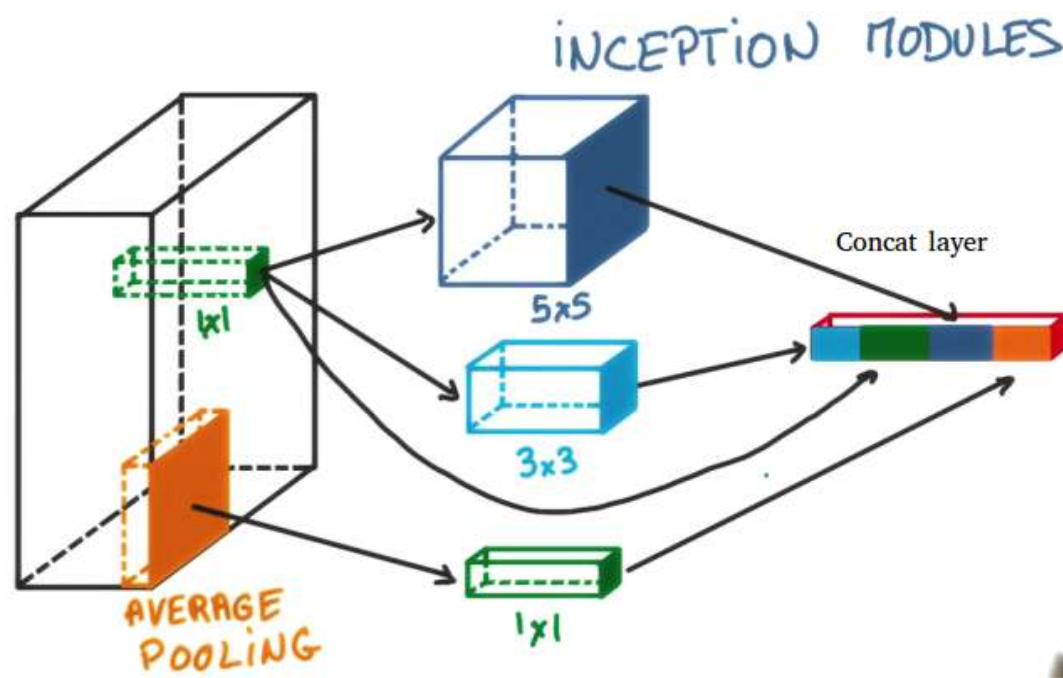 INCEPTION MODULES
Concat layer
1x1
5x5
3x3
1x1
AVERAGE
POOLING